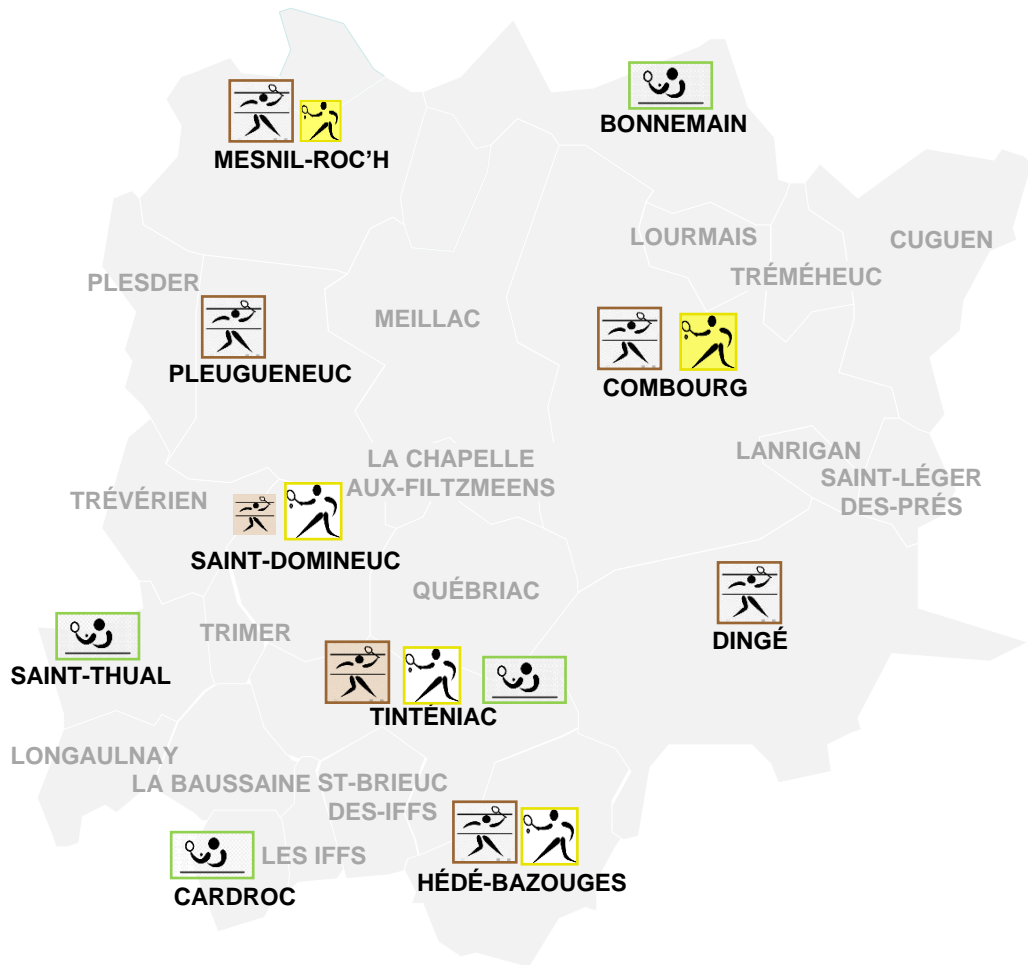 BONNEMAIN
MESNIL-ROC'H
LOURMAIS
CUGUEN
TRÉMÉHEUC
PLESDER
MEILLAC
PLEUGUENEUC
COMBOURG
LANRIGAN
LA CHAPELLE
AUX-FILTZMEENS
SAINT-LÉGER
DES-PRÉS
TRÉVÉRIEN
SAINT-DOMINEUC
QUÉBRIAC
TRIMER
DINGÉ
SAINT-THUAL
TINTÉNIAC
LONGAULNAY
LA BAUSSAINE
ST-BRIEUC
DES-IFFS
LES IFFS
HÉDÉ-BAZOUGES
CARDROC